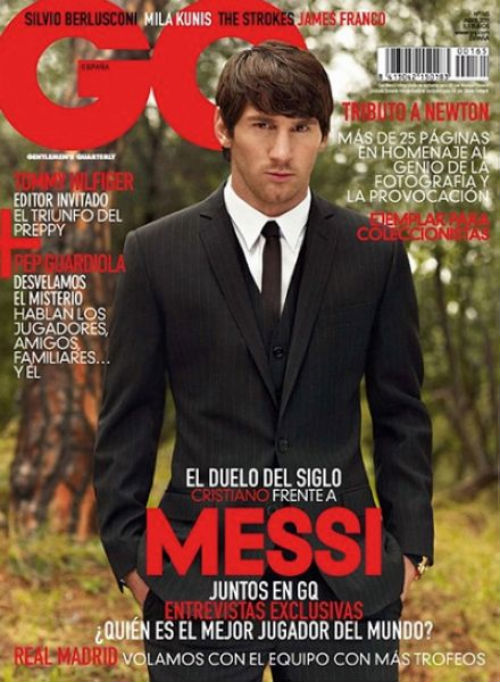 SILVIO BERLUSCONI MILA KUNIS THE STROKES JAMES FRANCO
GQ
ESPAÑA
GENTLEMEN'S QUARTERLY
00165
TOMMY HILFIGER
EDITOR INVITADO
EL TRIUNFO DEL
PREPPY
+
PEP GUARDIOLA
DESVELAMOS
EL MISTERIO
HABLAN LOS
JUGADORES,
AMIGOS,
FAMILIARES...
Y ÉL
TRIBUTO A NEWTON
MÁS DE 25 PÁGINAS
EN HOMENAJE AL
GENIO DE LA
FOTOGRAFÍA Y
LA PROVOCACIÓN
EJEMPLAR PARA
COLECCIONISTAS
EL DUELO DEL SIGLO
CRISTIANO FRENTE A
MESSI
JUNTOS EN GQ
ENTREVISTAS EXCLUSIVAS
¿QUIÉN ES EL MEJOR JUGADOR DEL MUNDO?
REAL MADRID VOLAMOS CON EL EQUIPO CON MÁS TROFEOS